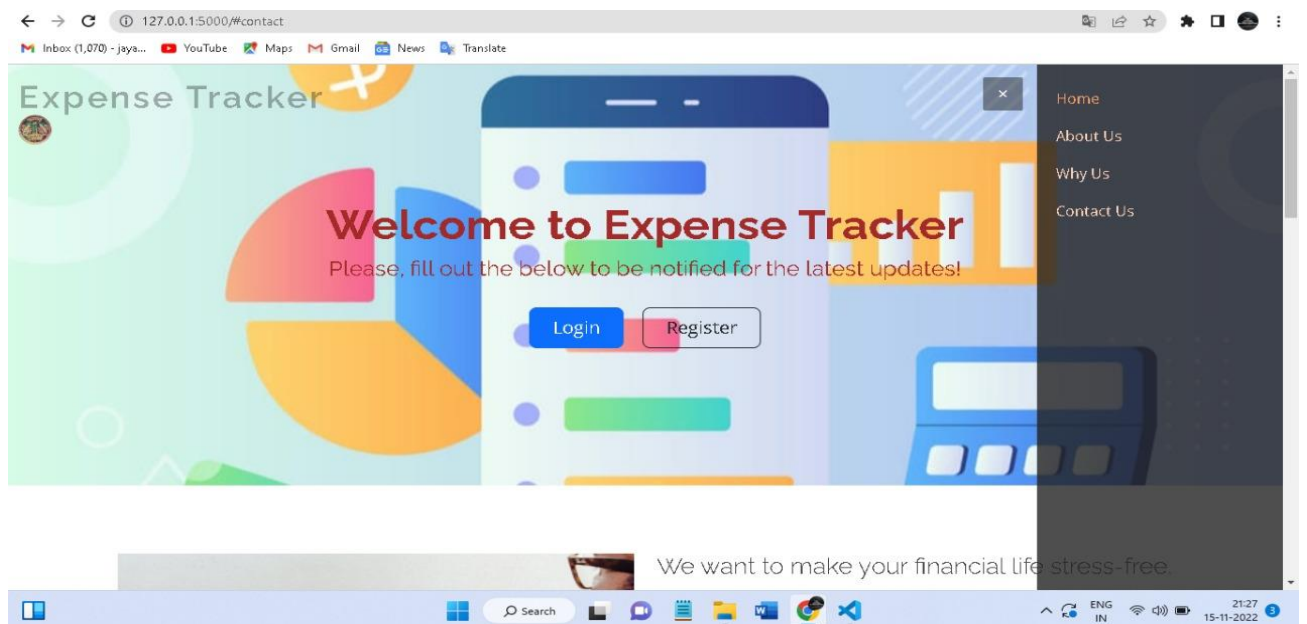 127.0.0.1:5000/#contact
Inbox (1,070) - jaya... YouTube Maps Gmail News Translate
Expense Tracker
×
Home
About Us
Why Us
Contact Us
Welcome to Expense Tracker
Please, fill out the below to be notified for the latest updates!
Login Register
We want to make your financial life stress-free.
Search
ENG
IN
21:27
15-11-2022
3